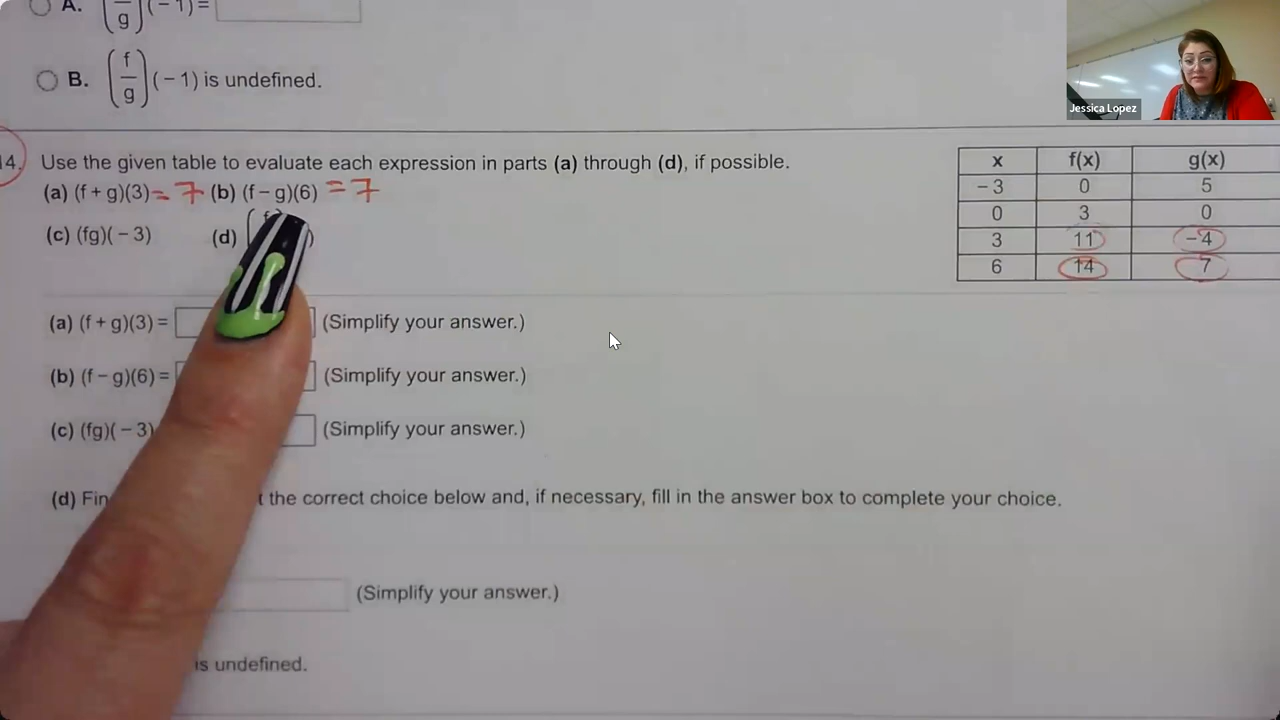 A. (f/g)(−1)=
B. (f/g)(−1) is undefined.
Jessica Lopez
14. Use the given table to evaluate each expression in parts (a) through (d), if possible.
(a) (f + g)(3) = 7 (b) (f − g)(6) = 7
(c) (fg)(−3) (d)
x f(x) g(x)
−3 0 5
0 3 0
3 11 −4
6 14 7
(a) (f + g)(3) = (Simplify your answer.)
(b) (f − g)(6) = (Simplify your answer.)
(c) (fg)(−3) (Simplify your answer.)
(d) the correct choice below and, if necessary, fill in the answer box to complete your choice.
(Simplify your answer.)
is undefined.